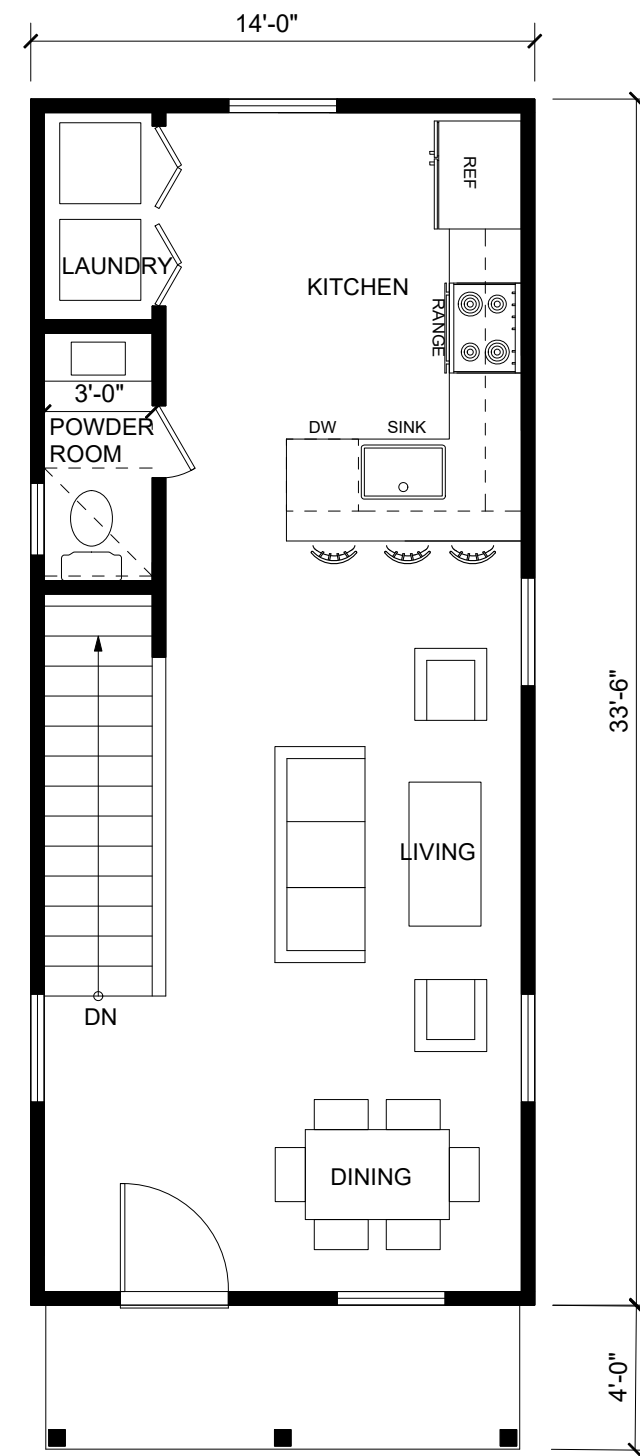 14'-0"
REF
LAUNDRY
KITCHEN
RANGE
3'-0"
POWDER
ROOM
DW
SINK
33'-6"
LIVING
DN
DINING
4'-0"